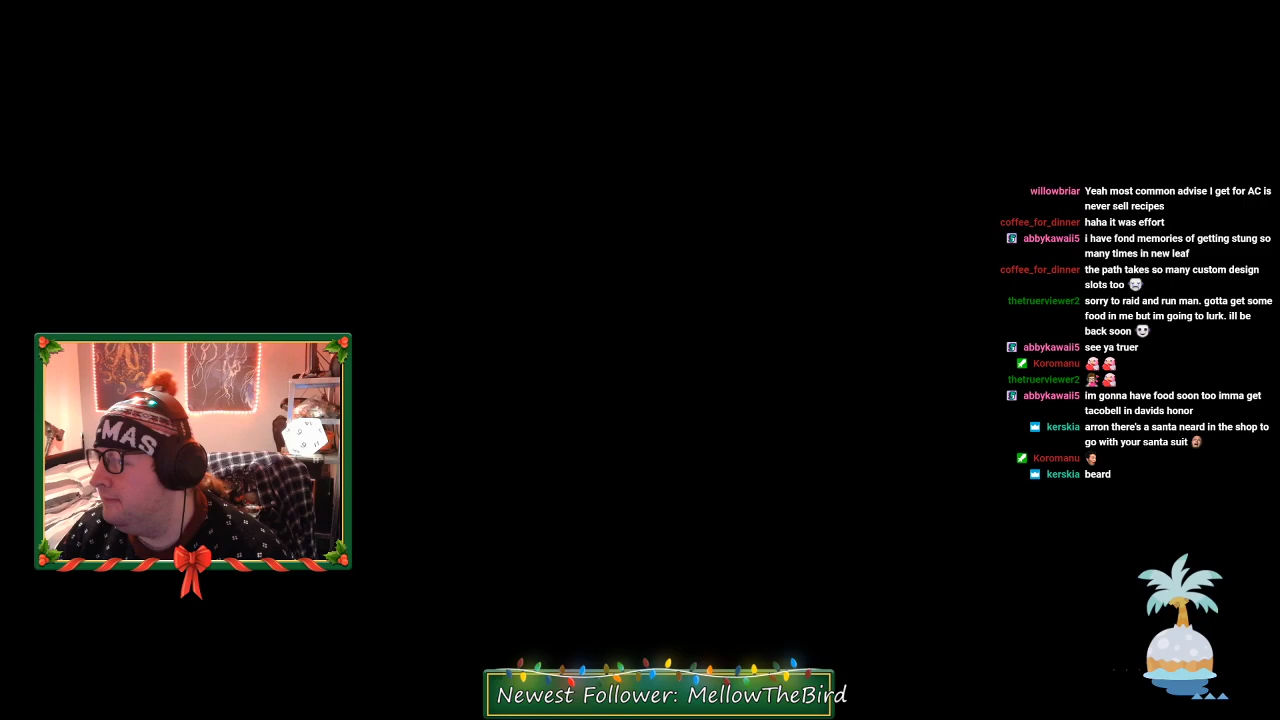 willowbriar Yeah most common advise I get for AC is
never sell recipes
coffee_for_dinner haha it was effort
abbykawaii5 i have fond memories of getting stung so
many times in new leaf
coffee_for_dinner the path takes so many custom design
slots too
thetruerviewer2 sorry to raid and run man. gotta get some
food in me but im going to lurk. ill be
back soon
abbykawaii5 see ya truer
Koromanu
thetruerviewer2
abbykawaii5 im gonna have food soon too imma get
tacobell in davids honor
kerskia arron there's a santa neard in the shop to
go with your santa suit
Koromanu
kerskia beard
-MAS
Newest Follower: MellowTheBird